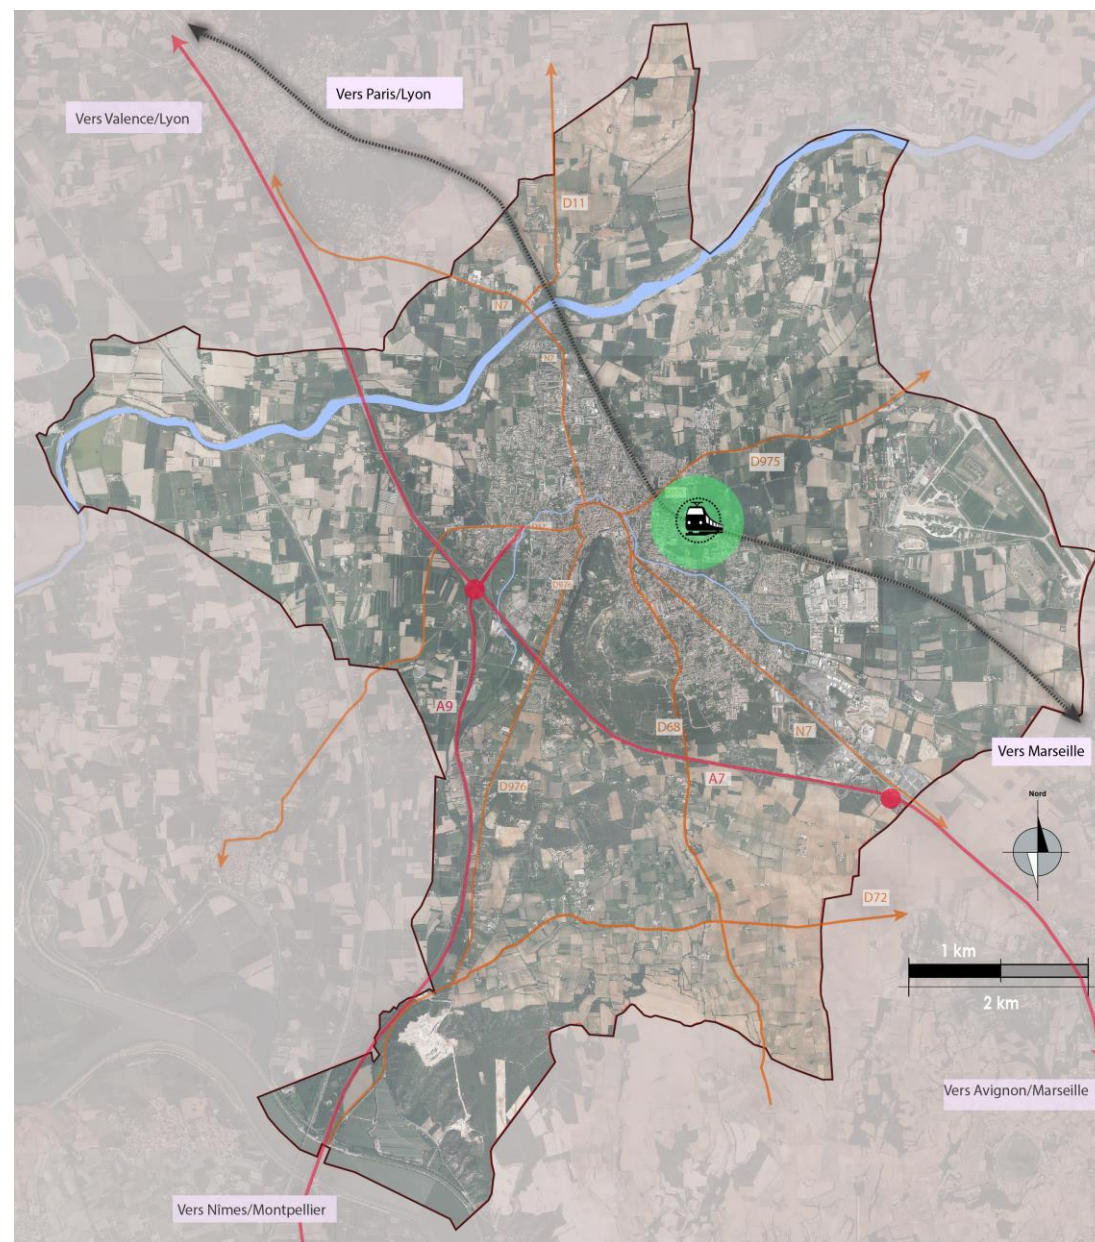 Vers Paris/Lyon
Vers Valence/Lyon
D11
N7
N7
D975
D976
A9
D68
N7
Vers Marseille
A7
D976
Nord
D72
1 km
2 km
Vers Avignon/Marseille
Vers Nîmes/Montpellier